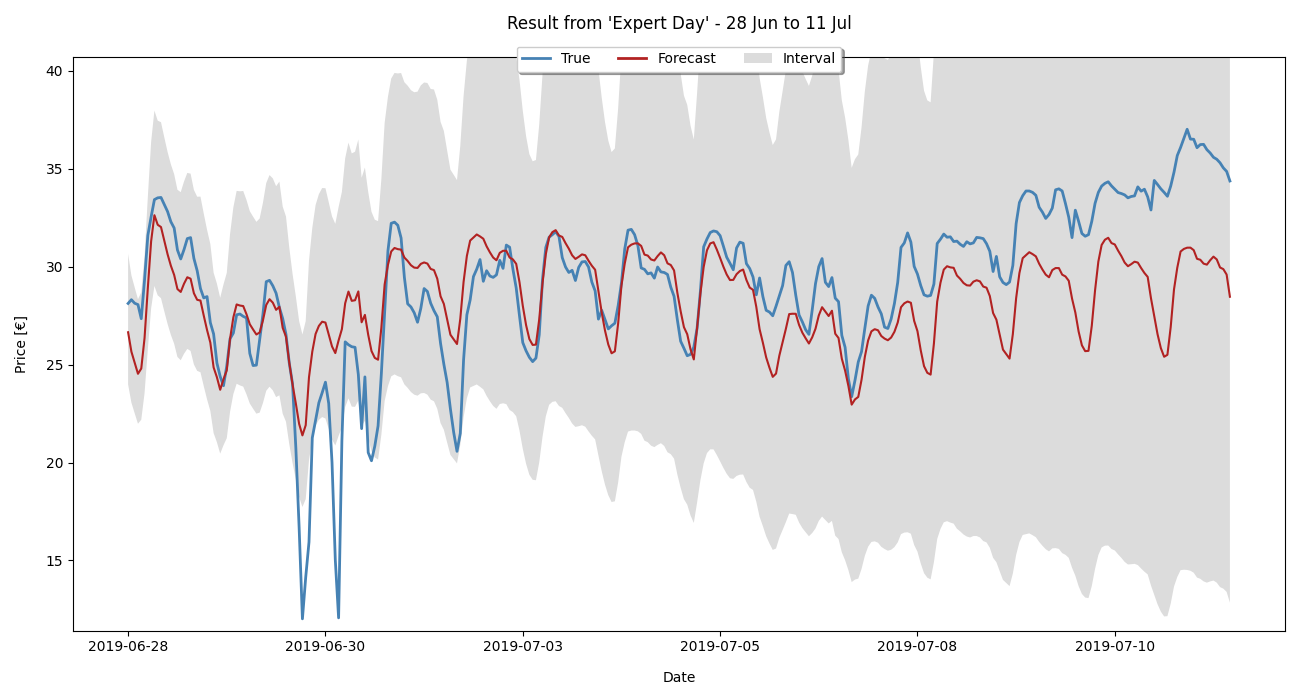 Result from 'Expert Day' - 28 Jun to 11 Jul
True Forecast Interval
40
35
30
25
20
15
Price [€]
2019-06-28 2019-06-30 2019-07-03 2019-07-05 2019-07-08 2019-07-10
Date